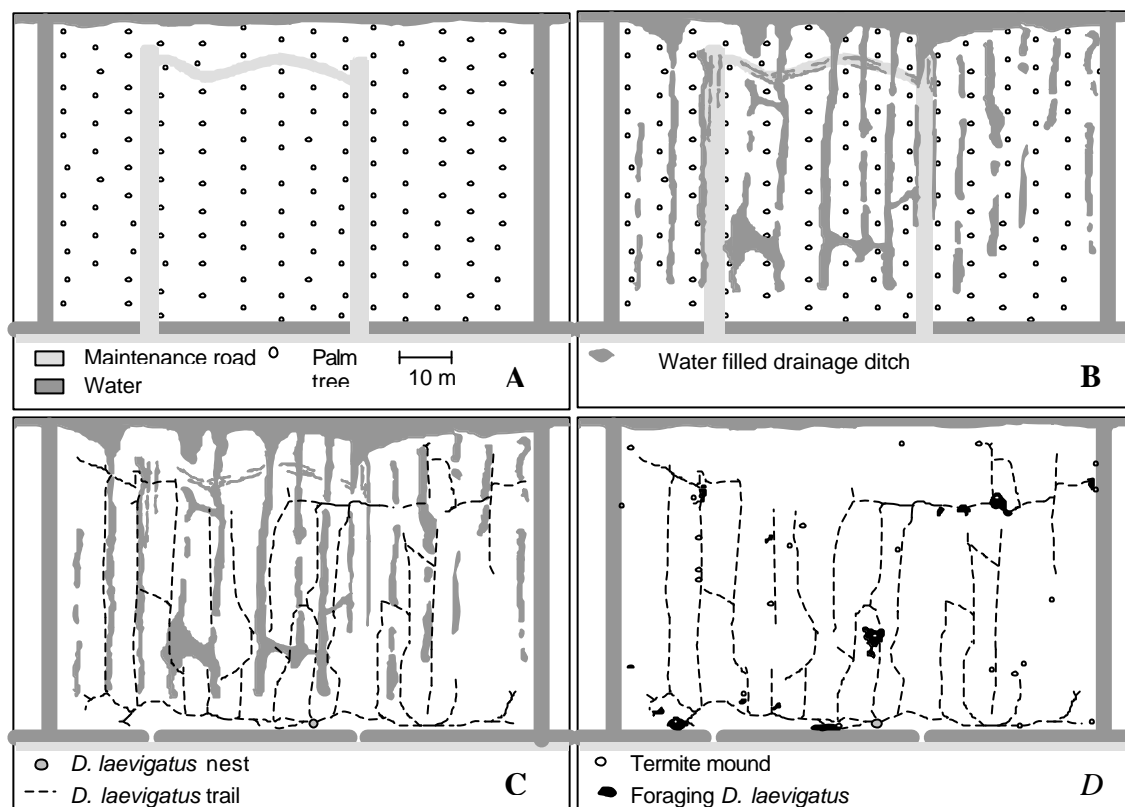 Maintenance road
Palm tree
10 m
Water
A
Water filled drainage ditch
B
D. laevigatus nest
D. laevigatus trail
C
Termite mound
Foraging D. laevigatus
D